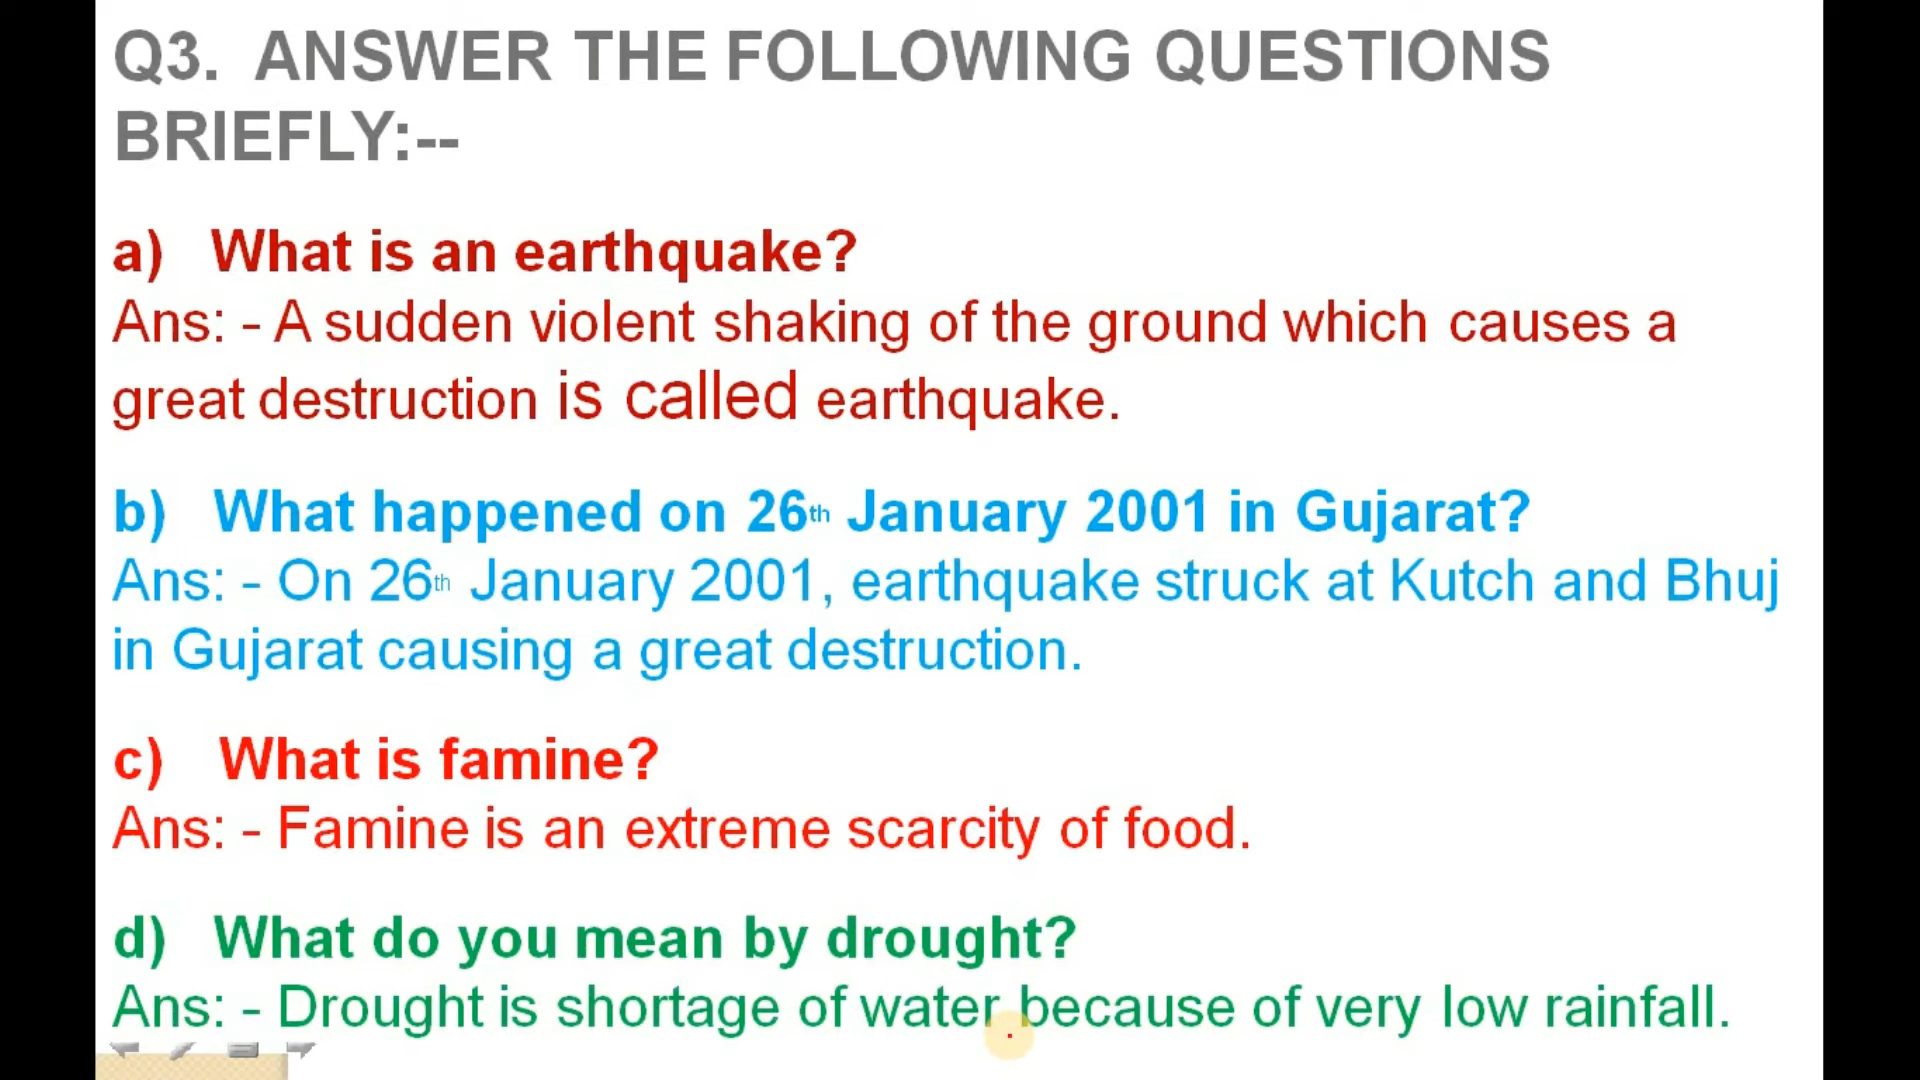 Q3. ANSWER THE FOLLOWING QUESTIONS
BRIEFLY:--
a) What is an earthquake?
Ans: - A sudden violent shaking of the ground which causes a
great destruction is called earthquake.
b) What happened on 26th January 2001 in Gujarat?
Ans: - On 26th January 2001, earthquake struck at Kutch and Bhuj
in Gujarat causing a great destruction.
c) What is famine?
Ans: - Famine is an extreme scarcity of food.
d) What do you mean by drought?
Ans: - Drought is shortage of water because of very low rainfall.